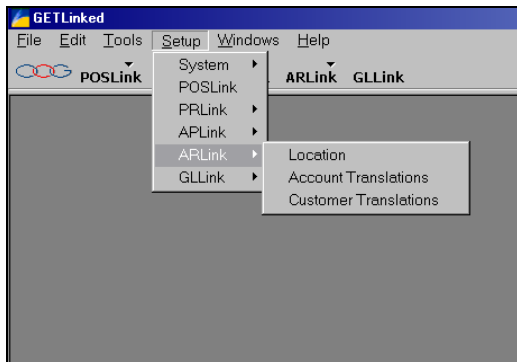 GETLinked
File Edit Tools Setup Windows Help
POSLink ARLink GLLink
System
POSLink
PRLink
APLink
ARLink
GLLink
Location
Account Translations
Customer Translations